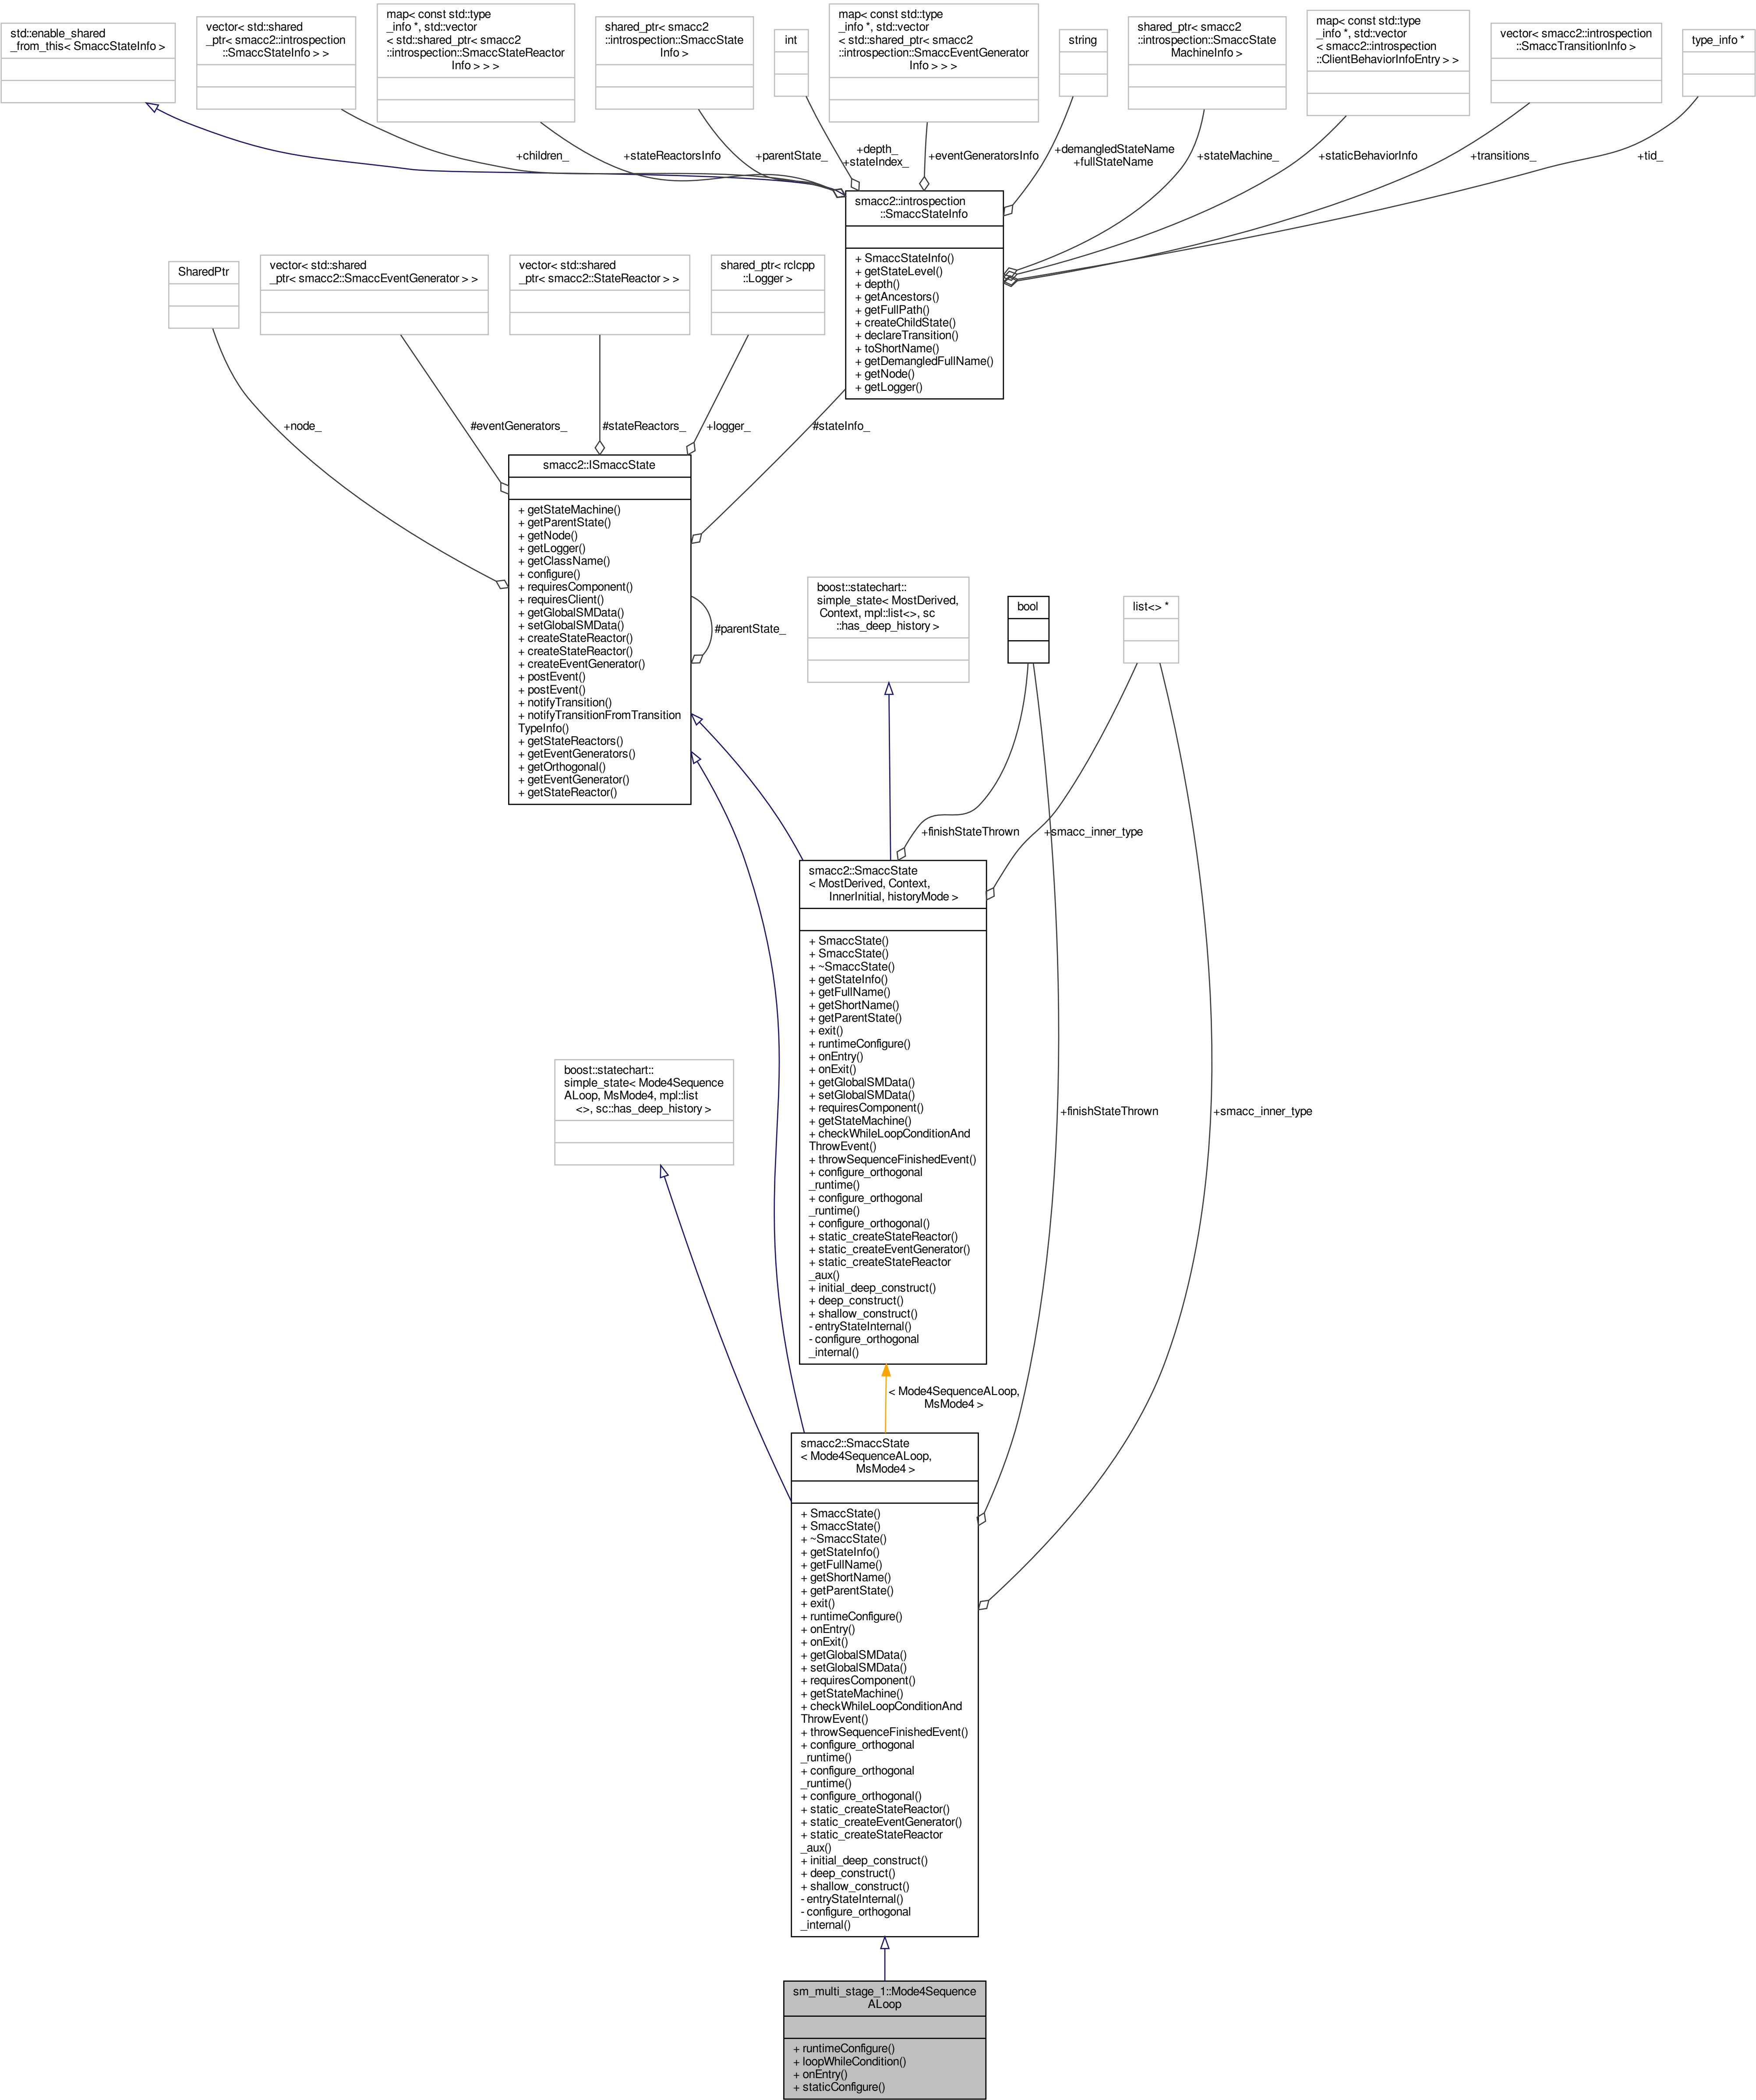 std::enable_shared
_from_this< SmaccStateInfo >
vector< std::shared
_ptr< smacc2::introspection
::SmaccStateInfo > >
map< const std::type
_info *, std::vector
< std::shared_ptr< smacc2
::introspection::SmaccStateReactor
Info > > >
shared_ptr< smacc2
::introspection::SmaccState
Info >
int
map< const std::type
_info *, std::vector
< std::shared_ptr< smacc2
::introspection::SmaccEventGenerator
Info > > >
string
shared_ptr< smacc2
::introspection::SmaccState
MachineInfo >
map< const std::type
_info *, std::vector
< smacc2::introspection
::ClientBehaviorInfoEntry > >
vector< smacc2::introspection
::SmaccTransitionInfo >
type_info *
+children_
+stateReactorsInfo
+parentState_
+depth_
+stateIndex_
+eventGeneratorsInfo
+demangledStateName
+fullStateName
+stateMachine_
+staticBehaviorInfo
+transitions_
+tid_
smacc2::introspection
::SmaccStateInfo
+ SmaccStateInfo()
+ getStateLevel()
+ depth()
+ getAncestors()
+ getFullPath()
+ createChildState()
+ declareTransition()
+ toShortName()
+ getDemangledFullName()
+ getNode()
+ getLogger()
SharedPtr
vector< std::shared
_ptr< smacc2::SmaccEventGenerator > >
vector< std::shared
_ptr< smacc2::StateReactor > >
shared_ptr< rclcpp
::Logger >
+node_
#eventGenerators_
#stateReactors_
+logger_
#stateInfo_
smacc2::ISmaccState
+ getStateMachine()
+ getParentState()
+ getNode()
+ getLogger()
+ getClassName()
+ configure()
+ requiresComponent()
+ requiresClient()
+ getGlobalSMData()
+ setGlobalSMData()
+ createStateReactor()
+ createStateReactor()
+ createEventGenerator()
+ postEvent()
+ postEvent()
+ notifyTransition()
+ notifyTransitionFromTransition
TypeInfo()
+ getStateReactors()
+ getEventGenerators()
+ getOrthogonal()
+ getEventGenerator()
+ getStateReactor()
#parentState_
boost::statechart::
simple_state< MostDerived,
Context, mpl::list<>, sc
::has_deep_history >
bool
list<> *
+finishStateThrown
+smacc_inner_type
smacc2::SmaccState
< MostDerived, Context,
InnerInitial, historyMode >
+ SmaccState()
+ SmaccState()
+ ~SmaccState()
+ getStateInfo()
+ getFullName()
+ getShortName()
+ getParentState()
+ exit()
+ runtimeConfigure()
+ onEntry()
+ onExit()
+ getGlobalSMData()
+ setGlobalSMData()
+ requiresComponent()
+ getStateMachine()
+ checkWhileLoopConditionAnd
ThrowEvent()
+ throwSequenceFinishedEvent()
+ configure_orthogonal
_runtime()
+ configure_orthogonal
_runtime()
+ configure_orthogonal()
+ static_createStateReactor()
+ static_createEventGenerator()
+ static_createStateReactor
_aux()
+ initial_deep_construct()
+ deep_construct()
+ shallow_construct()
- entryStateInternal()
- configure_orthogonal
_internal()
boost::statechart::
simple_state< Mode4Sequence
ALoop, MsMode4, mpl::list
<>, sc::has_deep_history >
+finishStateThrown
+smacc_inner_type
< Mode4SequenceALoop,
MsMode4 >
smacc2::SmaccState
< Mode4SequenceALoop,
MsMode4 >
+ SmaccState()
+ SmaccState()
+ ~SmaccState()
+ getStateInfo()
+ getFullName()
+ getShortName()
+ getParentState()
+ exit()
+ runtimeConfigure()
+ onEntry()
+ onExit()
+ getGlobalSMData()
+ setGlobalSMData()
+ requiresComponent()
+ getStateMachine()
+ checkWhileLoopConditionAnd
ThrowEvent()
+ throwSequenceFinishedEvent()
+ configure_orthogonal
_runtime()
+ configure_orthogonal
_runtime()
+ configure_orthogonal()
+ static_createStateReactor()
+ static_createEventGenerator()
+ static_createStateReactor
_aux()
+ initial_deep_construct()
+ deep_construct()
+ shallow_construct()
- entryStateInternal()
- configure_orthogonal
_internal()
sm_multi_stage_1::Mode4Sequence
ALoop
+ runtimeConfigure()
+ loopWhileCondition()
+ onEntry()
+ staticConfigure()